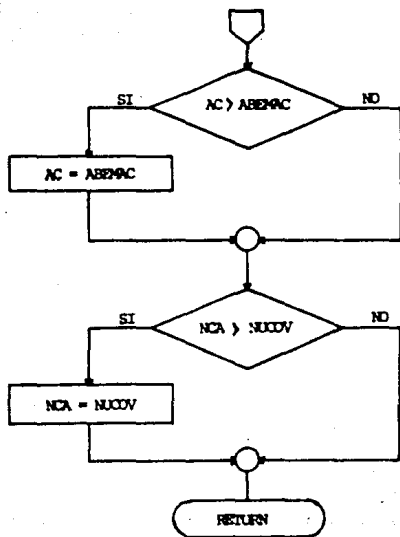 AC > ABEMAC
SI
NO
AC = ABEMAC
NCA > NUCOV
SI
NO
NCA = NUCOV
RETURN